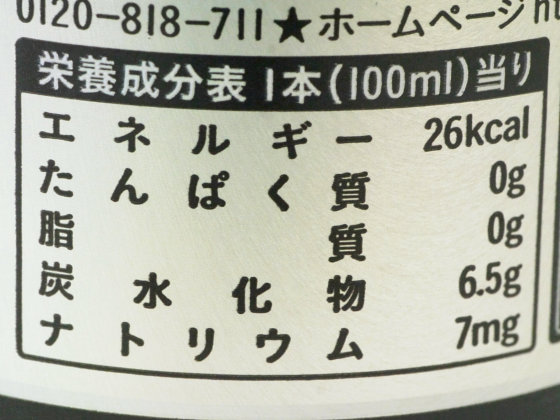 0120-818-711★ホームページ
栄養成分表 1本(100ml)当り
エネルギー 26kcal
たんぱく質 0g
脂質 0g
炭水化物 6.5g
ナトリウム 7mg